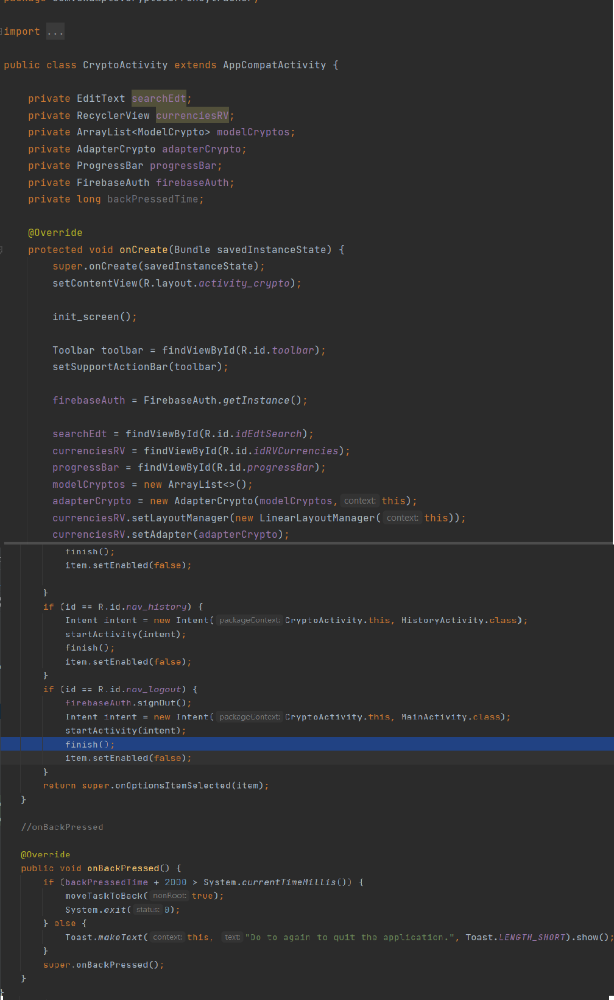 package com.example.cryptocurrencytracker;
import ...
public class CryptoActivity extends AppCompatActivity {
private EditText searchEdt;
private RecyclerView currenciesRV;
private ArrayList<ModelCrypto> modelCryptos;
private AdapterCrypto adapterCrypto;
private ProgressBar progressBar;
private FirebaseAuth firebaseAuth;
private long backPressedTime;
@Override
protected void onCreate(Bundle savedInstanceState) {
super.onCreate(savedInstanceState);
setContentView(R.layout.activity_crypto);
init_screen();
Toolbar toolbar = findViewById(R.id.toolbar);
setSupportActionBar(toolbar);
firebaseAuth = FirebaseAuth.getInstance();
searchEdt = findViewById(R.id.idEdtSearch);
currenciesRV = findViewById(R.id.idRVCurrencies);
progressBar = findViewById(R.id.progressBar);
modelCryptos = new ArrayList<>();
adapterCrypto = new AdapterCrypto(modelCryptos, context: this);
currenciesRV.setLayoutManager(new LinearLayoutManager( context: this));
currenciesRV.setAdapter(adapterCrypto);
finish();
item.setEnabled(false);
}
if (id == R.id.nav_history) {
Intent intent = new Intent( packageContext: CryptoActivity.this, HistoryActivity.class);
startActivity(intent);
finish();
item.setEnabled(false);
}
if (id == R.id.nav_logout) {
firebaseAuth.signOut();
Intent intent = new Intent( packageContext: CryptoActivity.this, MainActivity.class);
startActivity(intent);
finish();
item.setEnabled(false);
}
return super.onOptionsItemSelected(item);
}
//onBackPressed
@Override
public void onBackPressed() {
if (backPressedTime + 2000 > System.currentTimeMillis()) {
moveTaskToBack( nonRoot: true);
System.exit( status: 0);
} else {
Toast.makeText( context: this, text: "Do to again to quit the application.", Toast.LENGTH_SHORT).show();
}
super.onBackPressed();
}
}